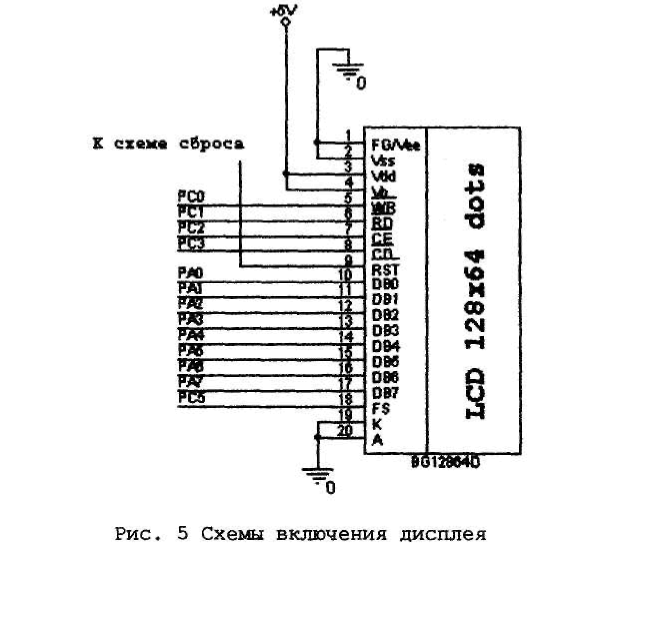 +5V
0
К схеме сброса
1 FG/Vee
2 Vss
3 Vdd
4 Vo
PC0 5 WR
PC1 6 RD
PC2 7 CE
PC3 8 CD
9 RST
PA0 10 DB0
PA1 11 DB1
PA2 12 DB2
PA3 13 DB3
PA4 14 DB4
PA5 15 DB5
PA6 16 DB6
PA7 17 DB7
PC5 18 FS
19 K
20 A
0
LCD 128x64 dots
BG12864D
Рис. 5 Схемы включения дисплея